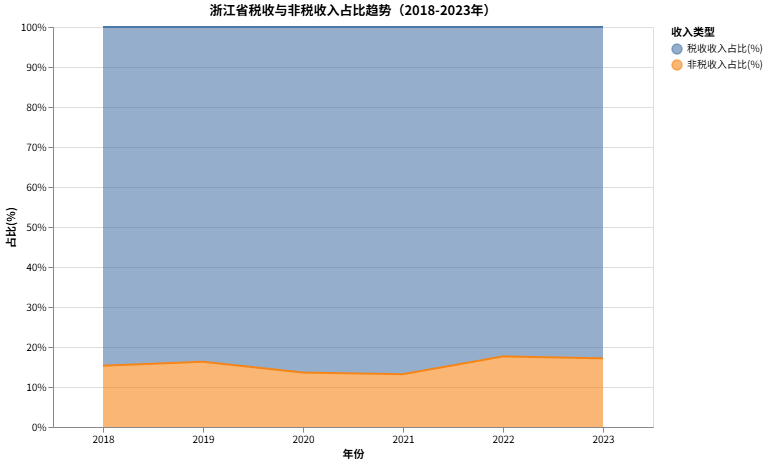 浙江省税收与非税收入占比趋势（2018-2023年）
收入类型
税收收入占比(%)
非税收入占比(%)
占比(%)
100%
90%
80%
70%
60%
50%
40%
30%
20%
10%
0%
2018 2019 2020 2021 2022 2023
年份